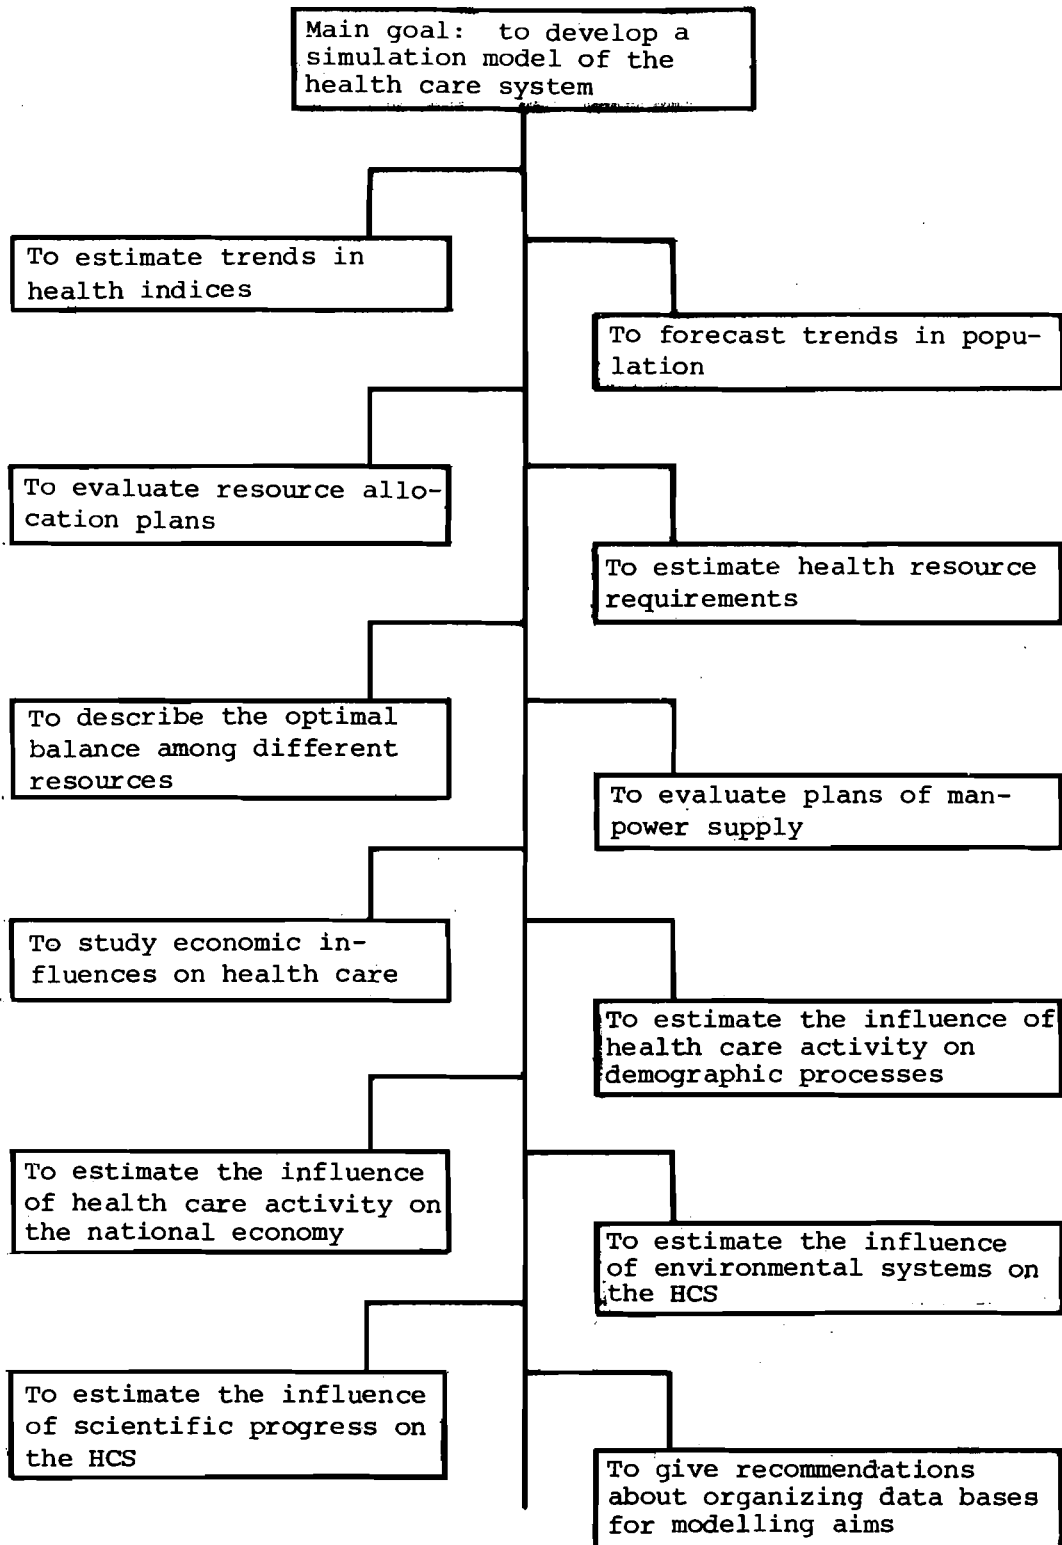 Main goal: to develop a
simulation model of the
health care system
To estimate trends in
health indices
To forecast trends in popu-
lation
To evaluate resource allo-
cation plans
To estimate health resource
requirements
To describe the optimal
balance among different
resources
To evaluate plans of man-
power supply
To study economic in-
fluences on health care
To estimate the influence of
health care activity on
demographic processes
To estimate the influence
of health care activity on
the national economy
To estimate the influence
of environmental systems on
the HCS
To estimate the influence
of scientific progress on
the HCS
To give recommendations
about organizing data bases
for modelling aims